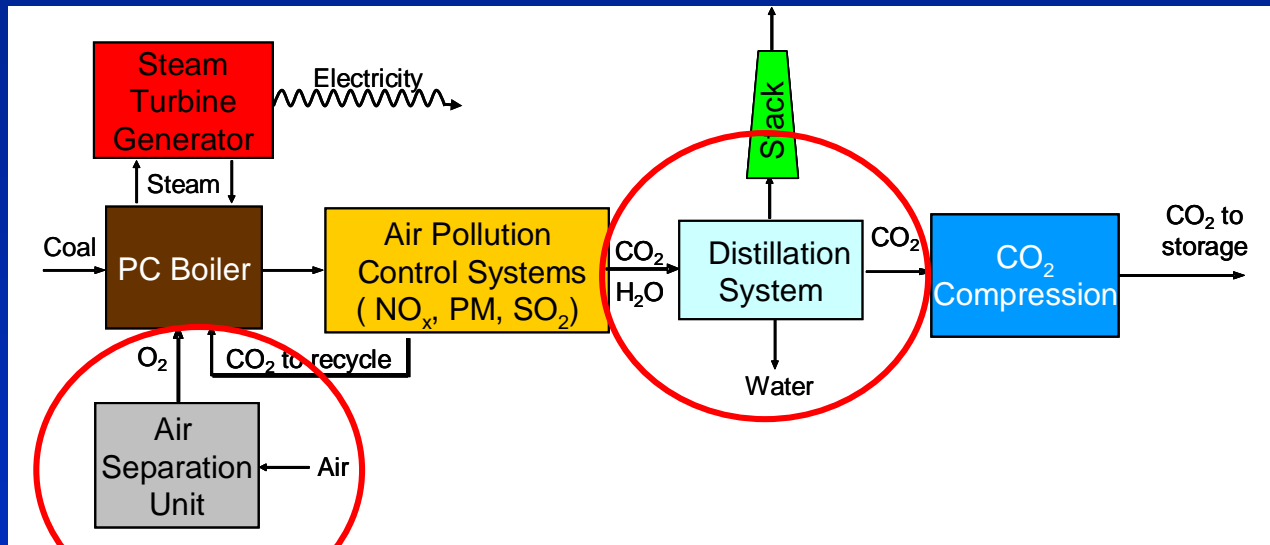 Steam
Turbine
Generator
Electricity
Steam
Coal
PC Boiler
Air Pollution
Control Systems
( NOₓ, PM, SO₂)
CO₂
H₂O
Stack
Distillation
System
CO₂
CO₂
Compression
CO₂ to
storage
O₂
CO₂ to recycle
Water
Air
Separation
Unit
Air